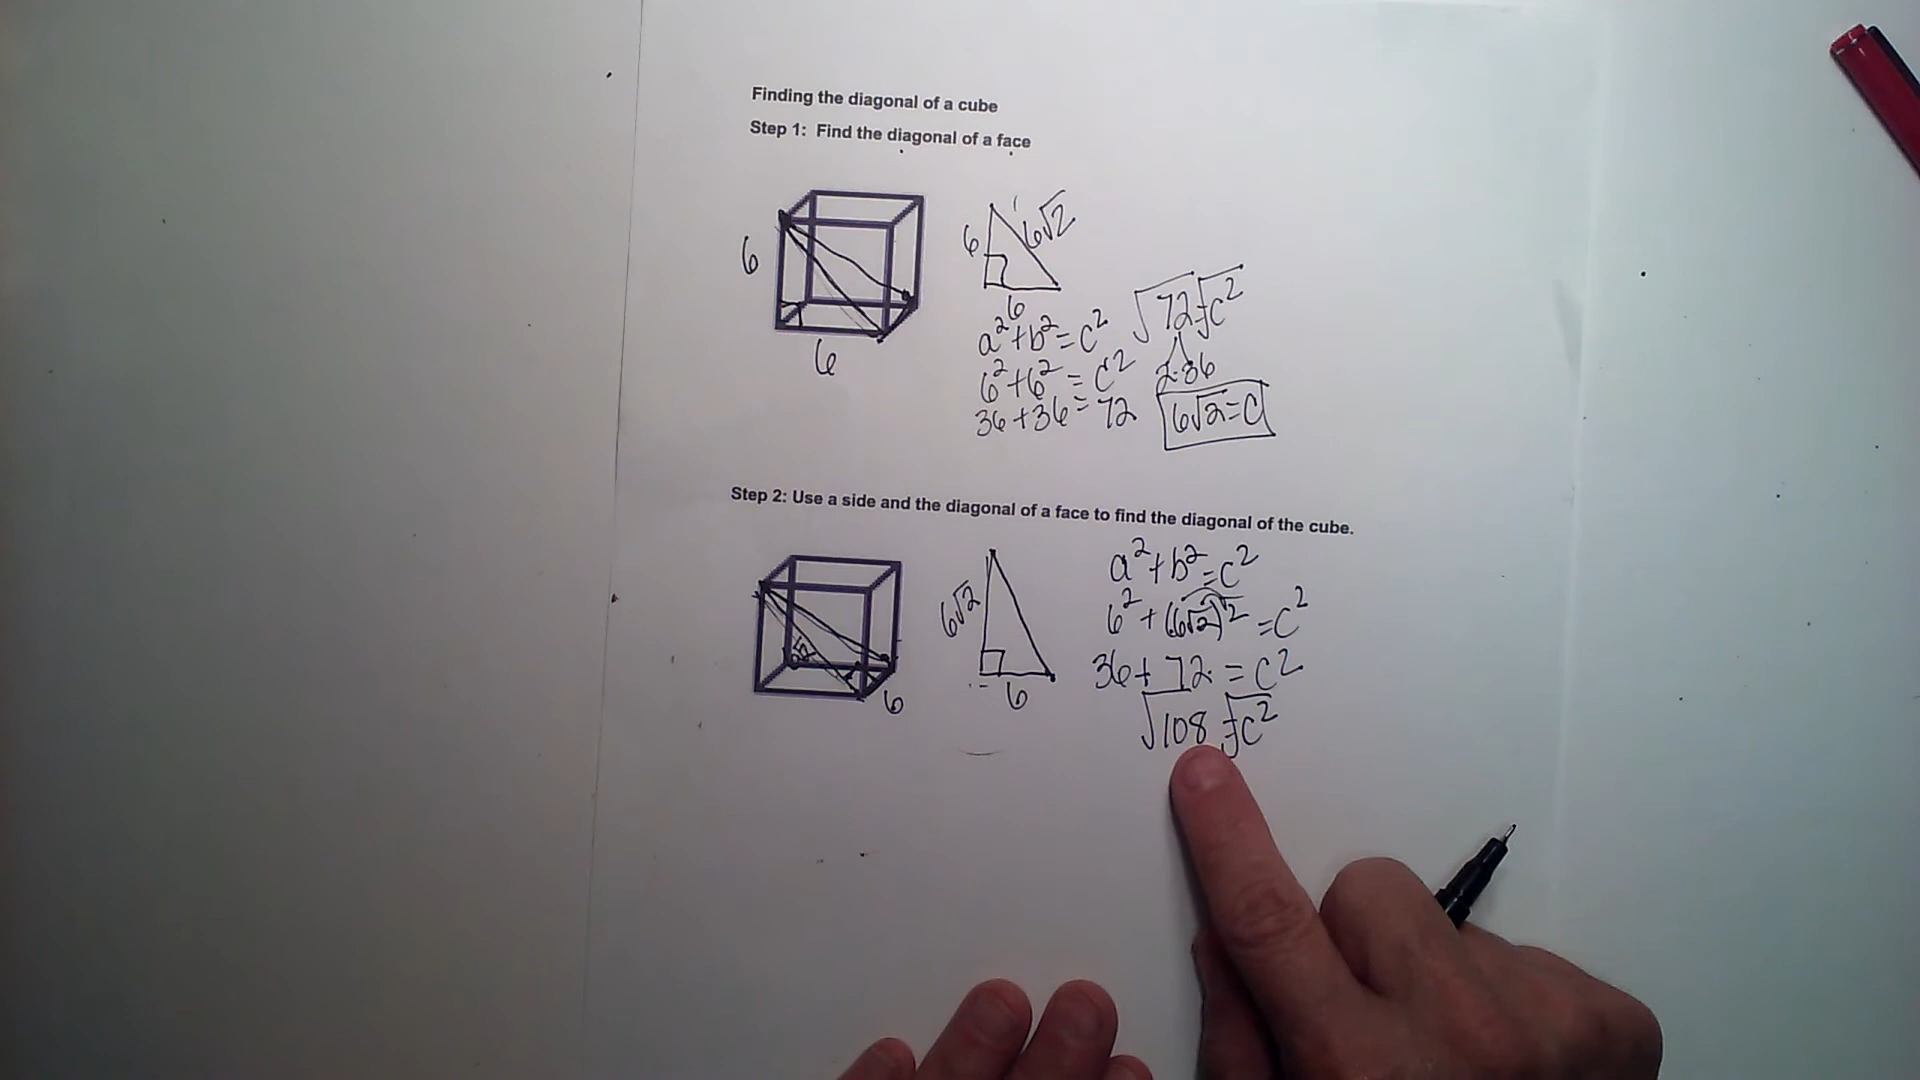 Finding the diagonal of a cube
Step 1: Find the diagonal of a face
6
6
6
6√2
6
a²+b²=c²
6²+6²=c²
36+36=72
√72=√c²
2·36
6√2=c
Step 2: Use a side and the diagonal of a face to find the diagonal of the cube.
6
6√2
6
a²+b²=c²
6²+(6√2)²=c²
36+72=c²
√108=√c²